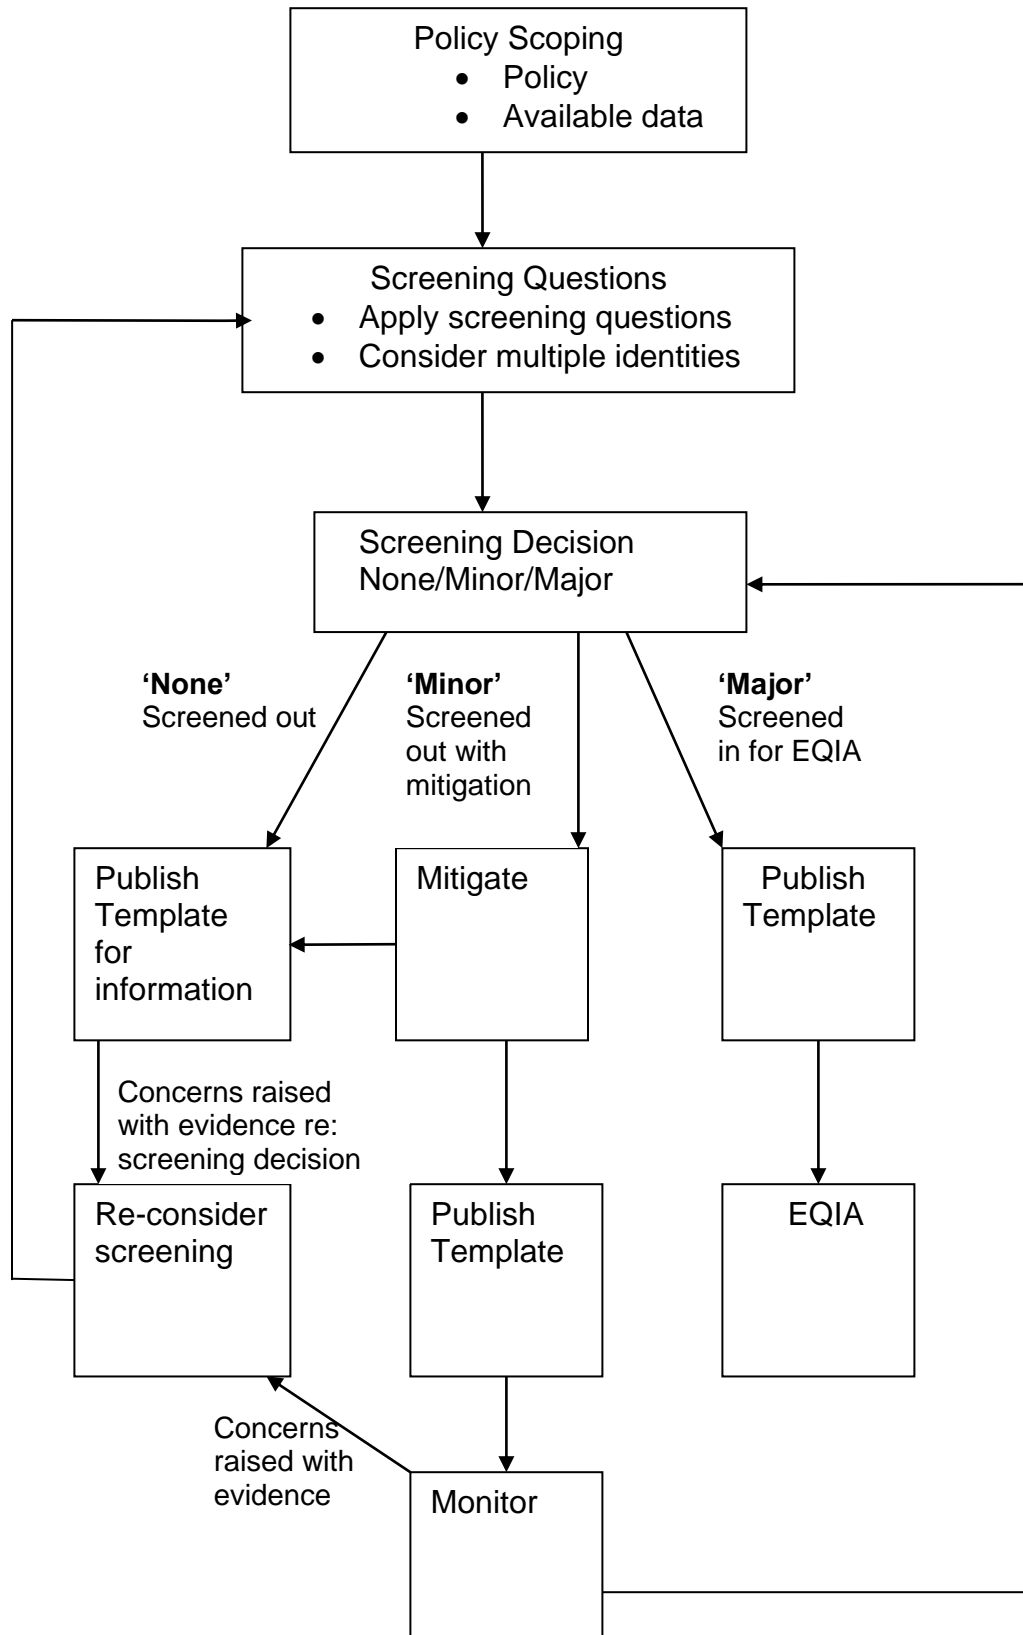 Policy Scoping
• Policy
• Available data
Screening Questions
• Apply screening questions
• Consider multiple identities
Screening Decision
None/Minor/Major
‘None’
Screened out
‘Minor’
Screened
out with
mitigation
‘Major’
Screened
in for EQIA
Publish
Template
for
information
Mitigate
Publish
Template
Concerns raised
with evidence re:
screening decision
Re-consider
screening
Publish
Template
EQIA
Concerns
raised with
evidence
Monitor